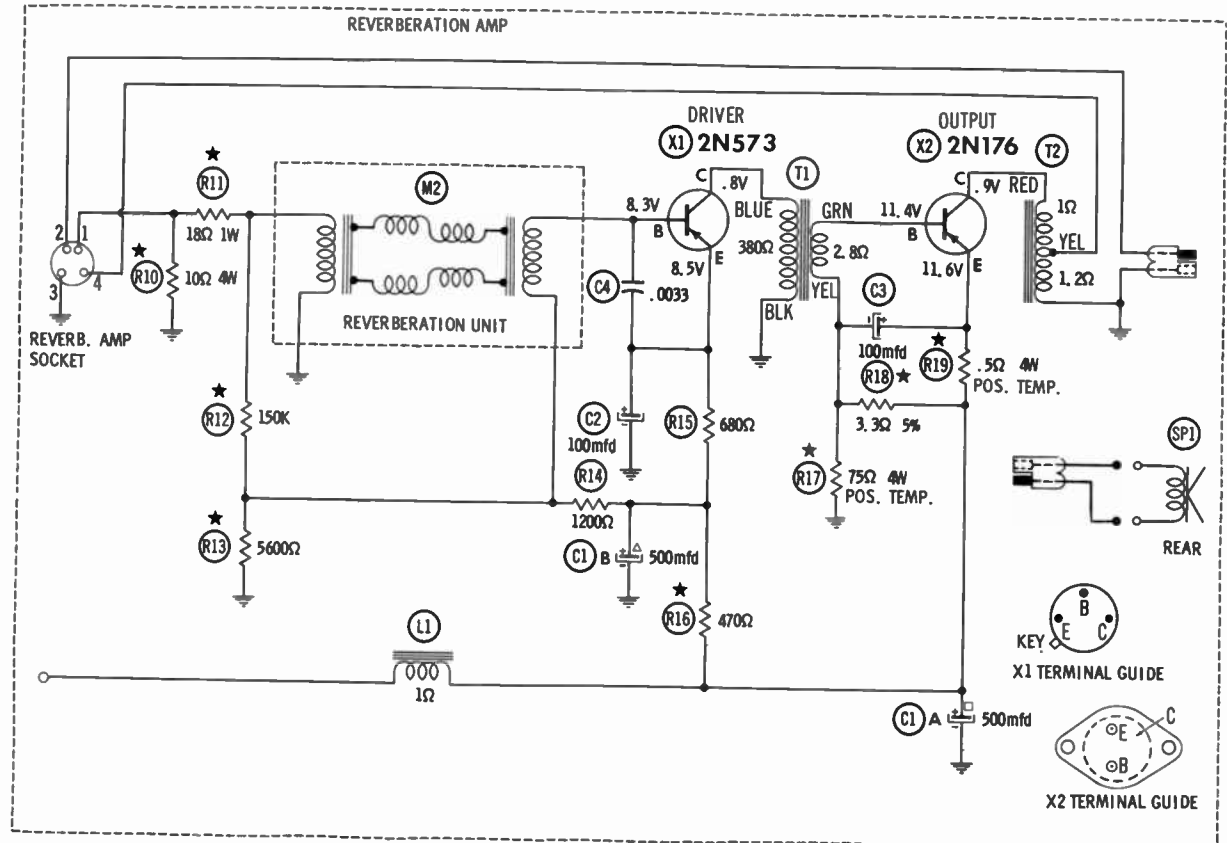 REVERBERATION AMP
DRIVER
X1 2N573
OUTPUT
X2 2N176
T2
C
.8V
T1
C
.9V RED
R11
M2
8.3V
B
BLUE
GRN
11.4V
B
1Ω
YEL
2 1
18Ω 1W
380Ω
2.8Ω
R10
10Ω 4W
E
8.5V
E
11.6V
1.2Ω
3 4
C4
.0033
YEL
C3
BLK
REVERBERATION UNIT
REVERB. AMP
SOCKET
100mfd
R19
.5Ω 4W
POS. TEMP.
R18
R12
150K
C2
100mfd
R15
680Ω
3.3Ω 5%
SP1
R17
75Ω 4W
POS. TEMP.
R14
1200Ω
R13
5600Ω
C1 B
500mfd
REAR
R16
470Ω
B
E C
KEY
X1 TERMINAL GUIDE
L1
1Ω
C1 A
500mfd
C
E
B
X2 TERMINAL GUIDE